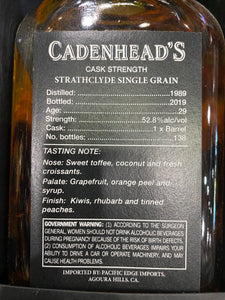 CADENHEAD'S
CASK STRENGTH
STRATHCLYDE SINGLE GRAIN
Distilled: ................................ 1989
Bottled: .................................. 2019
Age: ........................................ 29
Strength: ...................... 52.8%alc/vol
Cask: ............................. 1 x Barrel
No. of bottles: ........................ 138
TASTING NOTE:
Nose: Sweet toffee, coconut and fresh
croissants.
Palate: Grapefruit, orange peel and
syrup.
Finish: Kiwis, rhubarb and tinned
peaches.
GOVERNMENT WARNING: (1) ACCORDING TO THE SURGEON
GENERAL, WOMEN SHOULD NOT DRINK ALCOHOLIC BEVERAGES
DURING PREGNANCY BECAUSE OF THE RISK OF BIRTH DEFECTS.
(2) CONSUMPTION OF ALCOHOLIC BEVERAGES IMPAIRS YOUR
ABILITY TO DRIVE A CAR OR OPERATE MACHINERY, AND MAY
CAUSE HEALTH PROBLEMS.
IMPORTED BY: PACIFIC EDGE IMPORTS,
AGOURA HILLS, CA.